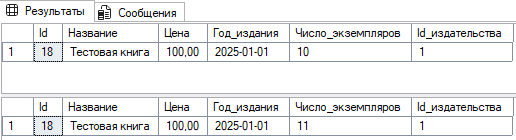 Результаты Сообщения
Id Название Цена Год_издания Число_экземпляров Id_издательства
1 18 Тестовая книга 100,00 2025-01-01 10 1
Id Название Цена Год_издания Число_экземпляров Id_издательства
1 18 Тестовая книга 100,00 2025-01-01 11 1